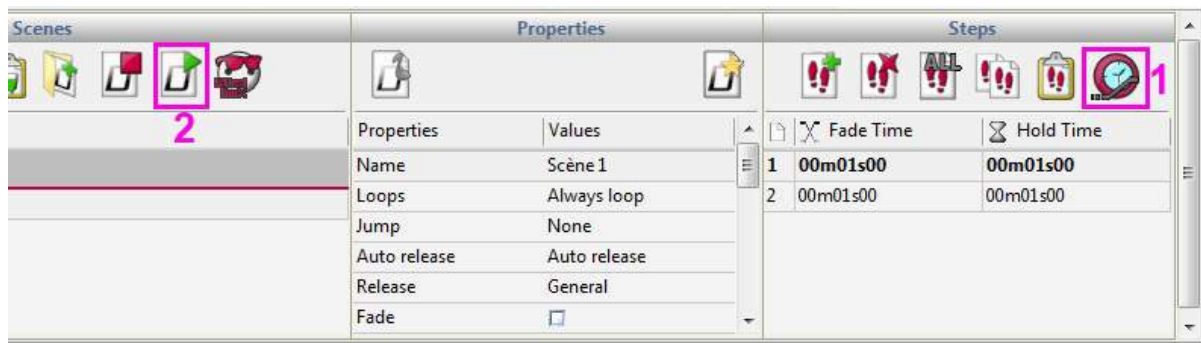 Scenes Properties Steps
ALL 1
2
Properties Values Fade Time Hold Time
Name Scène 1 1 00m01s00 00m01s00
Loops Always loop 2 00m01s00 00m01s00
Jump None
Auto release Auto release
Release General
Fade